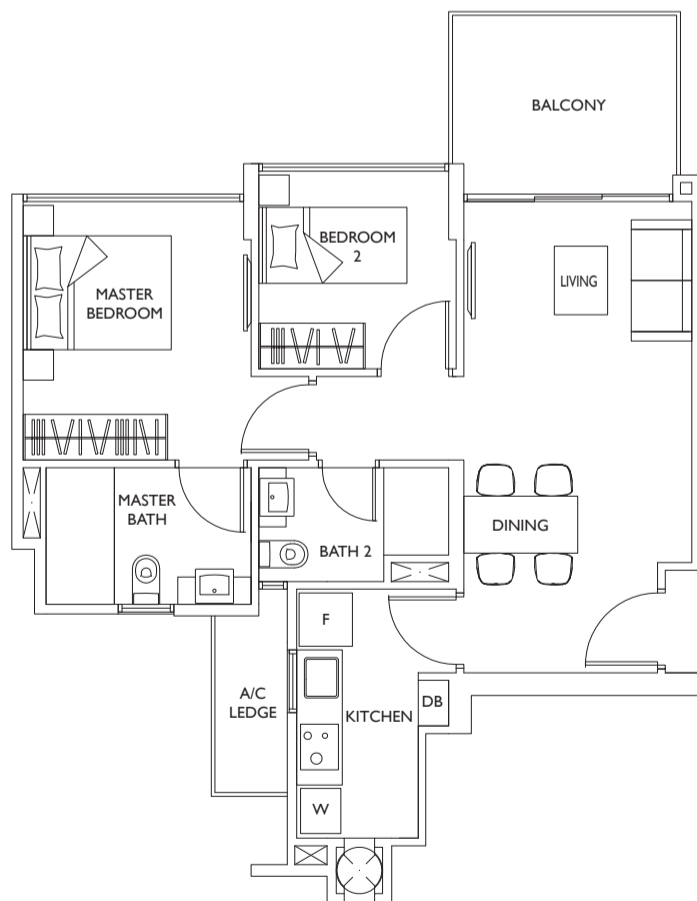 BALCONY
BEDROOM
2
LIVING
MASTER
BEDROOM
MASTER
BATH
DINING
BATH 2
F
A/C
LEDGE
KITCHEN
DB
W